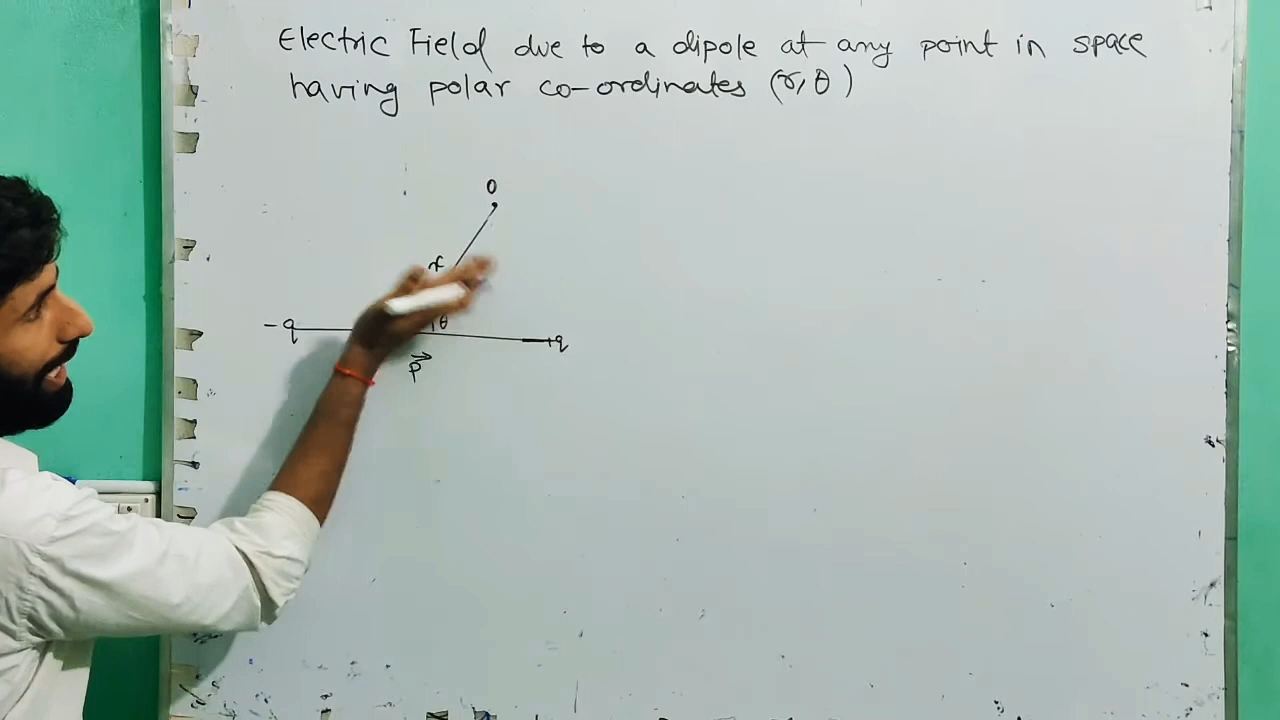 Electric Field due to a dipole at any point in space
having polar co-ordinates (r, θ)
O
r
θ
-q +q
p⃗